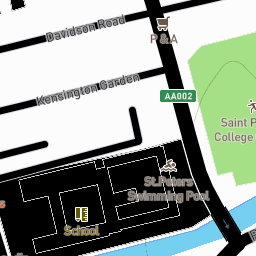 Davidson Road
P & A
Kensington Garden
AA002
Saint P
College
St.Peters
Swimming Pool
School